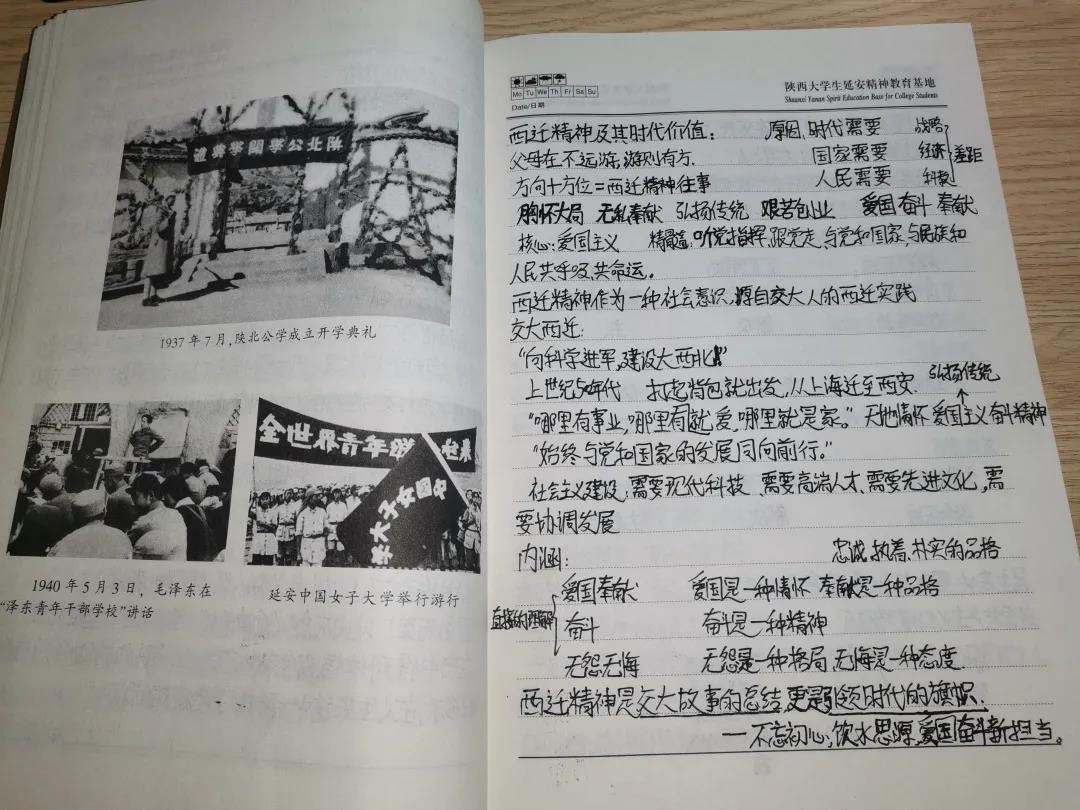 陕北公学开学典礼
1937年7月,陕北公学成立开学典礼
全世界青年
中國女子大学
1940年5月3日，毛泽东在
“泽东青年干部学校”讲话
延安中国女子大学举行游行
Mo Tu We Th Fr Sa Su
Date/日期
陕西大学生延安精神教育基地
Shaanxi Yanan Spirit Education Base for College Students
西迁精神及其时代价值： 原因，时代需要 战略
父母在，不远游，游则有方. 国家需要 经济 差距
方向+方位=西迁精神往事 人民需要 科教
胸怀大局 无私奉献 弘扬传统 艰苦创业 爱国 奋斗 奉献
核心：爱国主义 精髓：听党指挥，跟党走，与党和国家，与民族和
人民共呼吸，共命运。
西迁精神作为一种社会意识，源自交大人的西迁实践
交大西迁：
“向科学进军，建设大西北！”
上世纪50年代 打起背包就出发，从上海迁至西安. 弘扬传统
“哪里有事业，哪里有就爱，哪里就是家。” 天地情怀 爱国主义 奋斗精神
“始终与党和国家的发展同向前行。”
社会主义建设：需要现代科技 需要高端人才，需要先进文化，需
要协调发展
内涵： 忠诚，执着，朴实的品格
爱国奉献 爱国是一种情怀 奉献是一种品格
直接的理解 奋斗 奋斗是一种精神
无怨无悔 无怨是一种格局，无悔是一种态度.
西迁精神是交大故事的总结，更是引领时代的旗帜.
——不忘初心，饮水思源，爱国奋斗新担当。